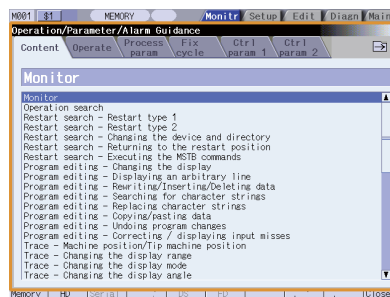 M001 $1 MEMORY Monitr Setup Edit Diagn Main
Operation/Parameter/Alarm Guidance
Content Operate Process param Fix cycle Ctrl param 1 Ctrl param 2
Monitor
Monitor
Operation search
Restart search - Restart type 1
Restart search - Restart type 2
Restart search - Changing the device and directory
Restart search - Returning to the restart position
Restart search - Executing the MSTB commands
Program editing - Changing the display
Program editing - Displaying an arbitrary line
Program editing - Rewriting/Inserting/Deleting data
Program editing - Searching for character strings
Program editing - Replacing character strings
Program editing - Copying/pasting data
Program editing - Undoing program changes
Program editing - Correcting / displaying input misses
Trace - Machine position/Tip machine position
Trace - Changing the display range
Trace - Changing the display mode
Trace - Changing the display angle
Memory HD Serial DS FD Close